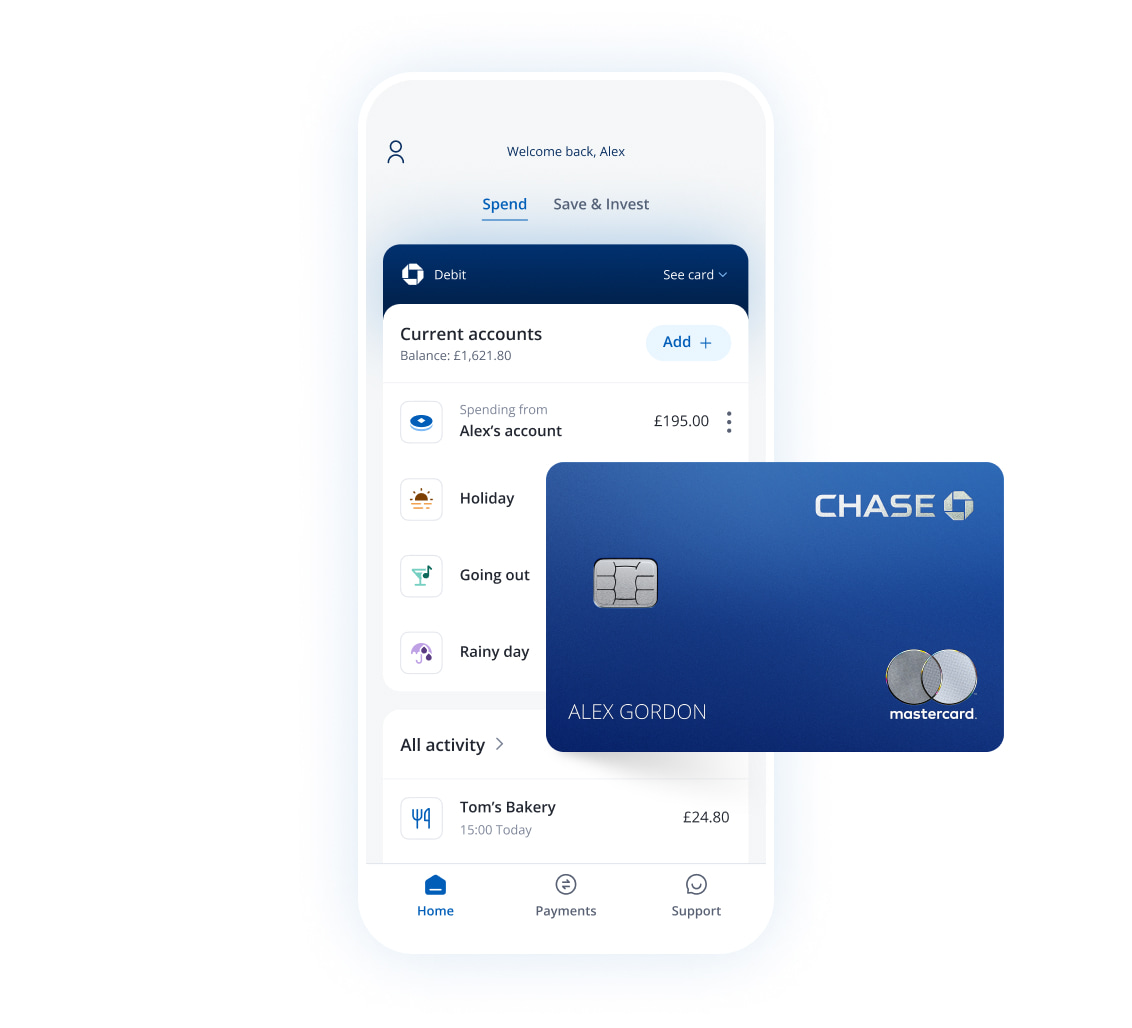 Welcome back, Alex
Spend Save & Invest
Debit See card
Current accounts
Balance: £1,621.80
Add +
Spending from
Alex’s account
£195.00
Holiday
Going out
Rainy day
CHASE
ALEX GORDON
mastercard.
All activity
Tom’s Bakery
15:00 Today
£24.80
Home Payments Support